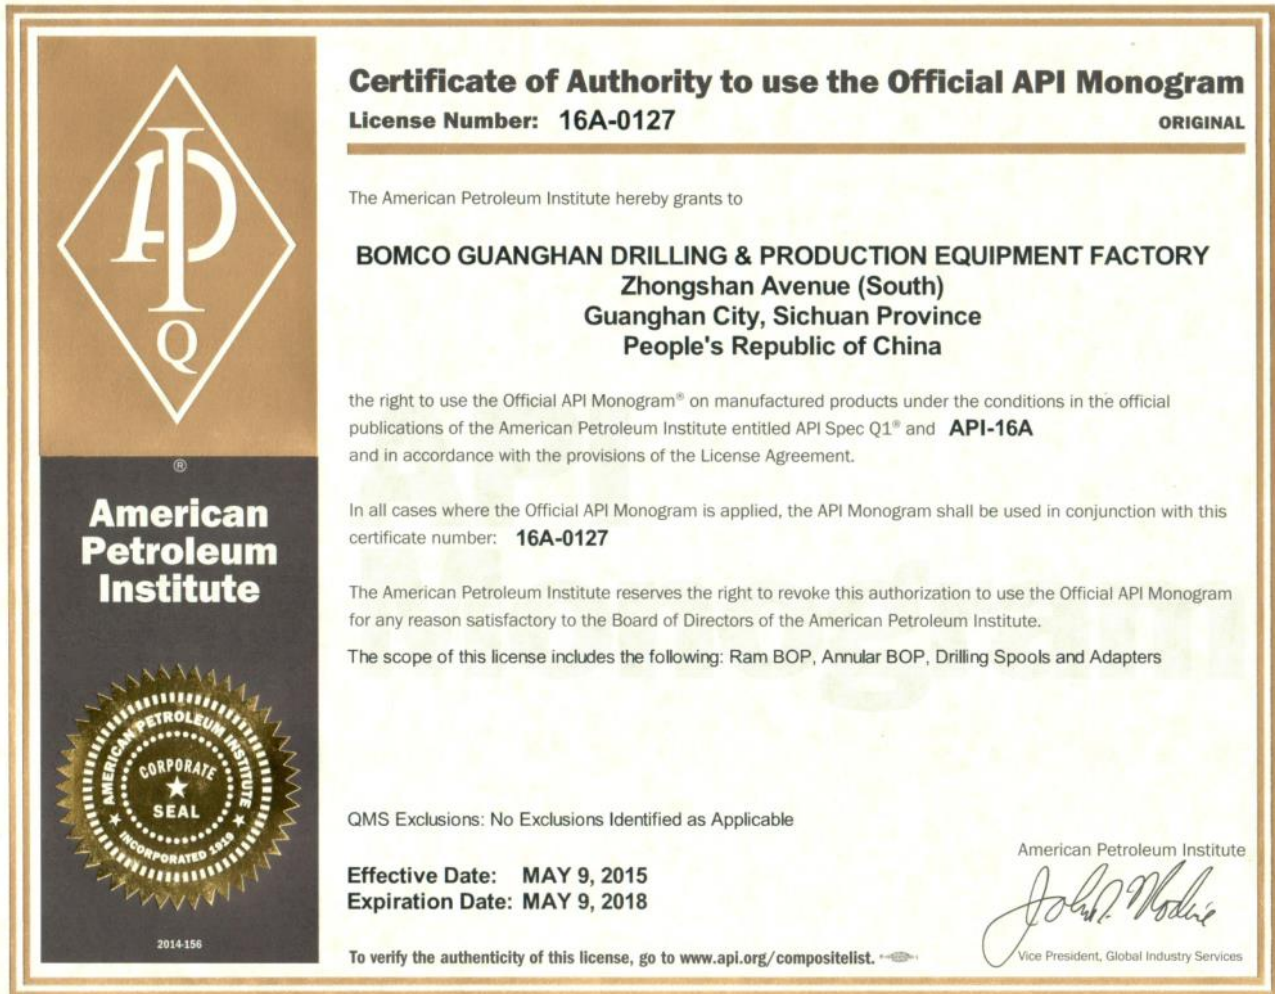 API
Q
®
American
Petroleum
Institute
AMERICAN PETROLEUM INSTITUTE
CORPORATE
SEAL
INCORPORATED 1919
2014-156
Certificate of Authority to use the Official API Monogram
License Number: 16A-0127
ORIGINAL
The American Petroleum Institute hereby grants to
BOMCO GUANGHAN DRILLING & PRODUCTION EQUIPMENT FACTORY
Zhongshan Avenue (South)
Guanghan City, Sichuan Province
People's Republic of China
the right to use the Official API Monogram® on manufactured products under the conditions in the official
publications of the American Petroleum Institute entitled API Spec Q1® and API-16A
and in accordance with the provisions of the License Agreement.
In all cases where the Official API Monogram is applied, the API Monogram shall be used in conjunction with this
certificate number: 16A-0127
The American Petroleum Institute reserves the right to revoke this authorization to use the Official API Monogram
for any reason satisfactory to the Board of Directors of the American Petroleum Institute.
The scope of this license includes the following: Ram BOP, Annular BOP, Drilling Spools and Adapters
API
Monogram
QMS Exclusions: No Exclusions Identified as Applicable
Effective Date: MAY 9, 2015
Expiration Date: MAY 9, 2018
To verify the authenticity of this license, go to www.api.org/compositelist.
American Petroleum Institute
Vice President, Global Industry Services